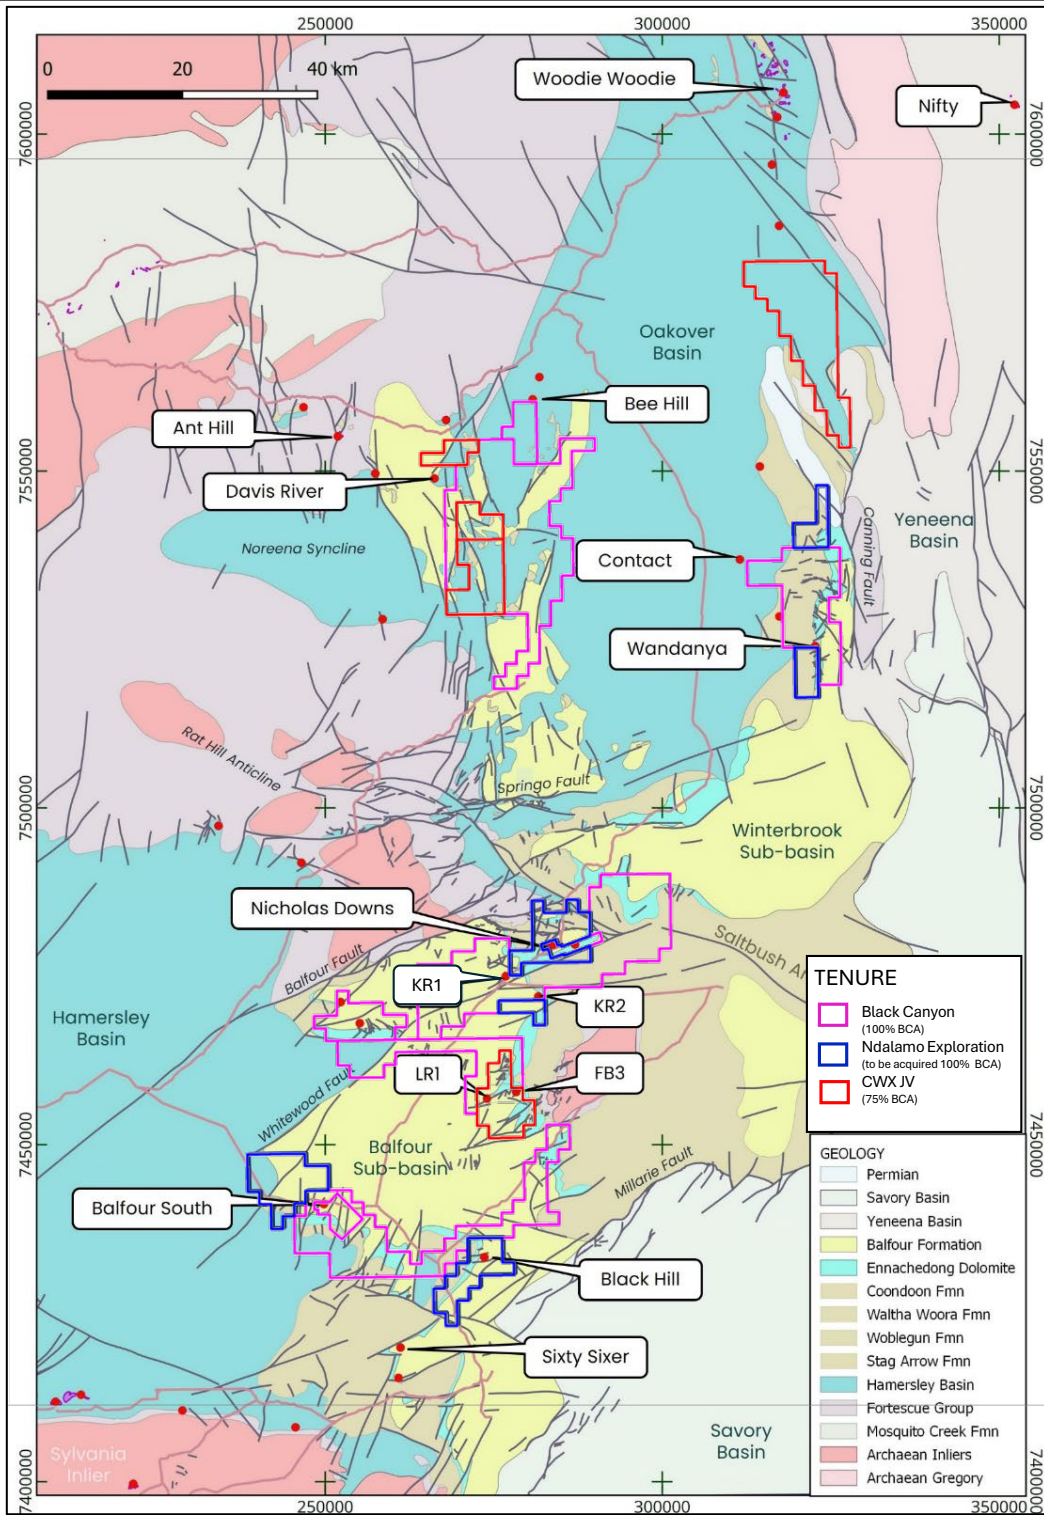 250000
300000
350000
0
20
40 km
Woodie Woodie
Nifty
7600000
7600000
Oakover
Basin
Bee Hill
Ant Hill
Davis River
7550000
7550000
Noreena Syncline
Contact
Canning Fault
Yeneena
Basin
Wandanya
Rat Hill Anticline
Springo Fault
7500000
7500000
Winterbrook
Sub-basin
Nicholas Downs
Saltbush
Balfour Fault
KR1
KR2
Hamersley
Basin
LR1
FB3
Whitewood Fault
Balfour
Sub-basin
7450000
7450000
Millarie Fault
Balfour South
Black Hill
Sixty Sixer
Savory
Basin
Sylvania
Inlier
7400000
7400000
250000
300000
350000
TENURE
Black Canyon
(100% BCA)
Ndalamo Exploration
(to be acquired 100% BCA)
CWX JV
(75% BCA)
GEOLOGY
Permian
Savory Basin
Yeneena Basin
Balfour Formation
Ennachedong Dolomite
Coondoon Fmn
Waltha Woora Fmn
Woblegun Fmn
Stag Arrow Fmn
Hamersley Basin
Fortescue Group
Mosquito Creek Fmn
Archaean Inliers
Archaean Gregory